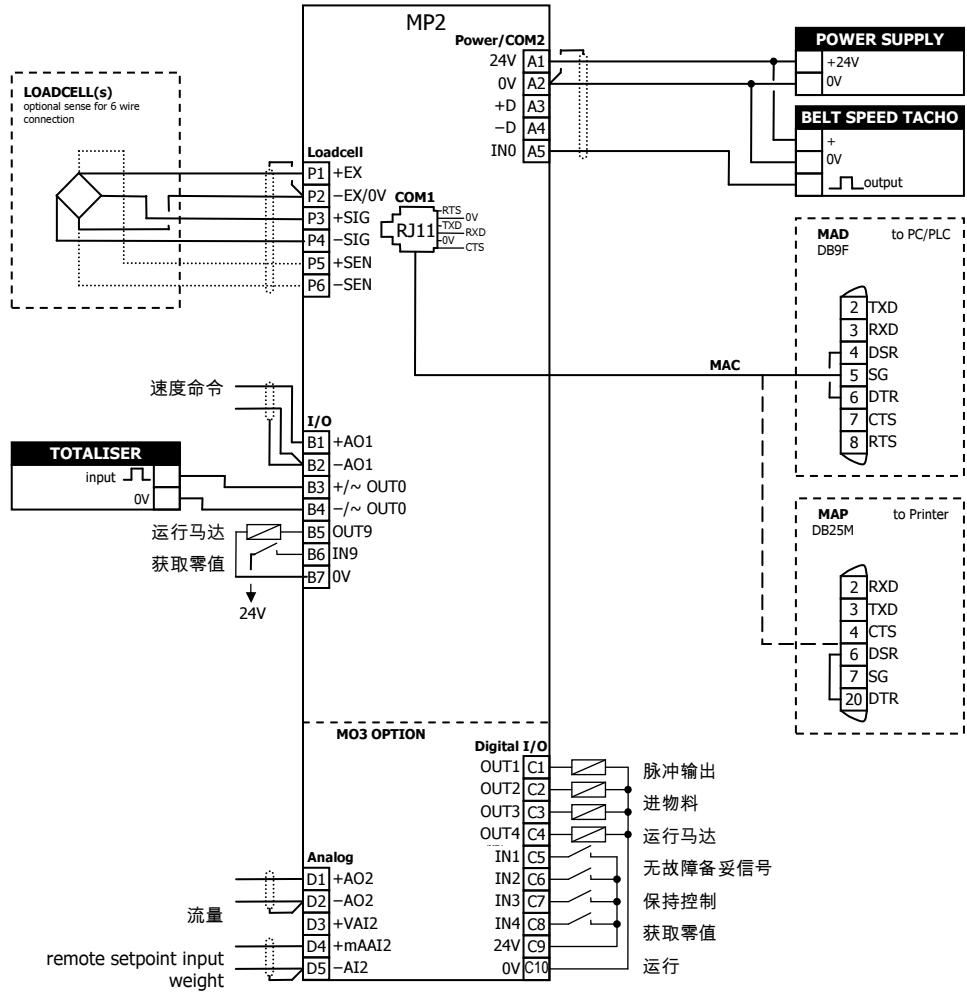 MP2
Power/COM2
24V A1
0V A2
+D A3
−D A4
IN0 A5
POWER SUPPLY
+24V
0V
BELT SPEED TACHO
+
0V
output
LOADCELL(s)
optional sense for 6 wire
connection
Loadcell
P1 +EX
P2 −EX/0V
P3 +SIG
P4 −SIG
P5 +SEN
P6 −SEN
COM1
RJ11
RTS
0V
TXD
RXD
0V
CTS
MAC
MAD to PC/PLC
DB9F
2 TXD
3 RXD
4 DSR
5 SG
6 DTR
7 CTS
8 RTS
速度命令
I/O
B1 +AO1
B2 −AO1
B3 +/~ OUT0
B4 −/~ OUT0
B5 OUT9
B6 IN9
B7 0V
TOTALISER
input
0V
运行马达
获取零值
24V
MAP to Printer
DB25M
2 RXD
3 TXD
4 CTS
6 DSR
7 SG
20 DTR
MO3 OPTION
Digital I/O
OUT1 C1
OUT2 C2
OUT3 C3
OUT4 C4
IN1 C5
IN2 C6
IN3 C7
IN4 C8
24V C9
0V C10
脉冲输出
进物料
运行马达
无故障备妥信号
保持控制
获取零值
运行
Analog
D1 +AO2
D2 −AO2
D3 +VAI2
D4 +mAAI2
D5 −AI2
流量
remote setpoint input
weight